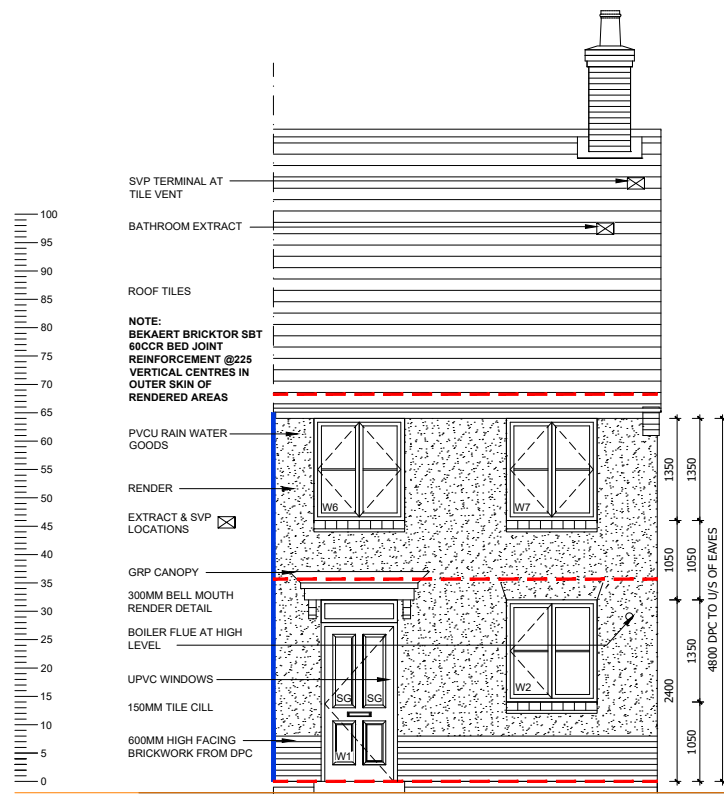 SVP TERMINAL AT
TILE VENT
BATHROOM EXTRACT
ROOF TILES
NOTE:
BEKAERT BRICKTOR SBT
60CCR BED JOINT
REINFORCEMENT @225
VERTICAL CENTRES IN
OUTER SKIN OF
RENDERED AREAS
PVCU RAIN WATER
GOODS
RENDER
EXTRACT & SVP
LOCATIONS
GRP CANOPY
300MM BELL MOUTH
RENDER DETAIL
BOILER FLUE AT HIGH
LEVEL
UPVC WINDOWS
150MM TILE CILL
600MM HIGH FACING
BRICKWORK FROM DPC
100
95
90
85
80
75
70
65
60
55
50
45
40
35
30
25
20
15
10
5
0
W6
W7
W2
SG
SG
W1
1350
1050
2400
1350
1050
1350
1050
4800 DPC TO U/S OF EAVES